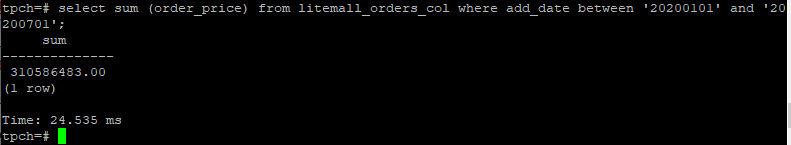 tpch=# select sum (order_price) from litemall_orders_col where add_date between '20200101' and '20
200701';
     sum
--------------
 310586483.00
(1 row)

Time: 24.535 ms
tpch=#